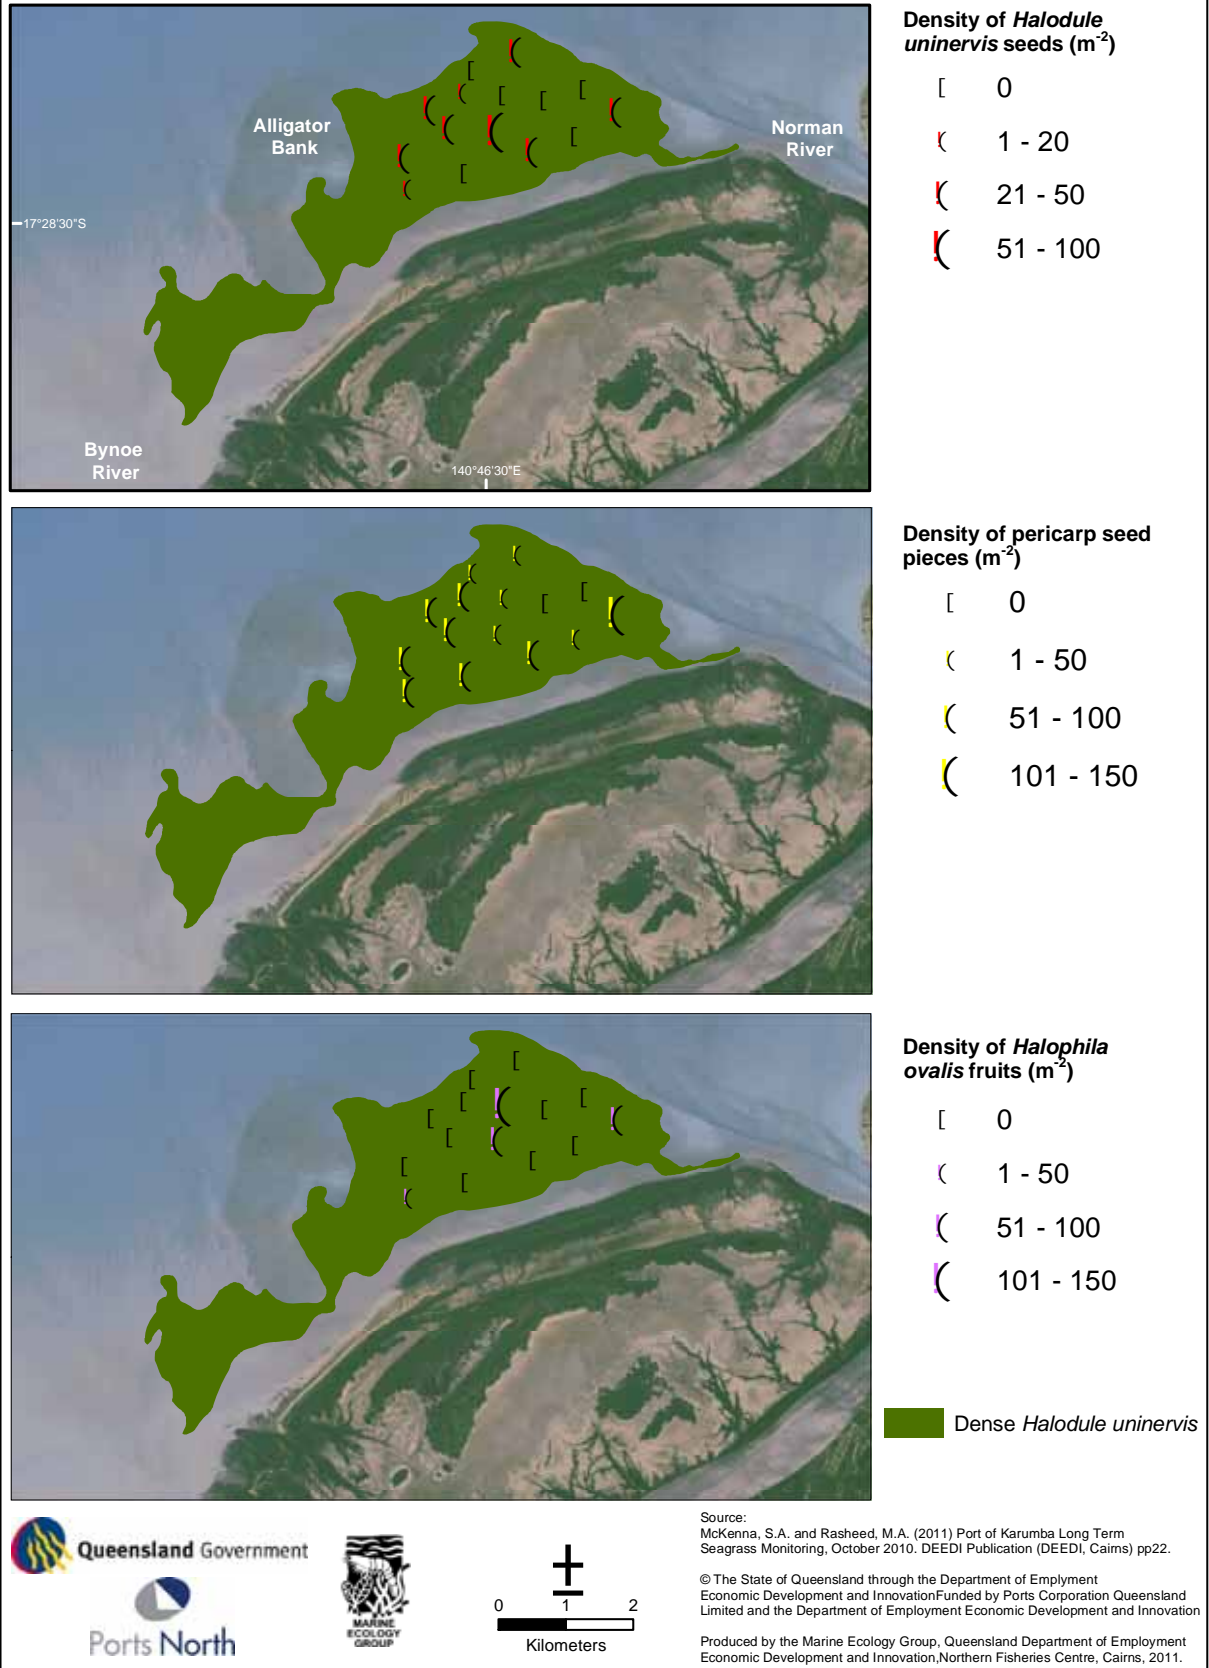 Density of Halodule
uninervis seeds (m-2)
[ 0
1 - 20
21 - 50
51 - 100
Alligator
Bank
Norman
River
17°28'30"S
Bynoe
River
140°46'30"E
Density of pericarp seed
pieces (m-2)
[ 0
1 - 50
51 - 100
101 - 150
Density of Halophila
ovalis fruits (m-2)
[ 0
1 - 50
51 - 100
101 - 150
Dense Halodule uninervis
Queensland Government
Ports North
MARINE
ECOLOGY
GROUP
0 1 2
Kilometers
Source:
McKenna, S.A. and Rasheed, M.A. (2011) Port of Karumba Long Term
Seagrass Monitoring, October 2010. DEEDI Publication (DEEDI, Cairns) pp22.
© The State of Queensland through the Department of Emplyment
Economic Development and InnovationFunded by Ports Corporation Queensland
Limited and the Department of Employment Economic Development and Innovation
Produced by the Marine Ecology Group, Queensland Department of Employment
Economic Development and Innovation,Northern Fisheries Centre, Cairns, 2011.